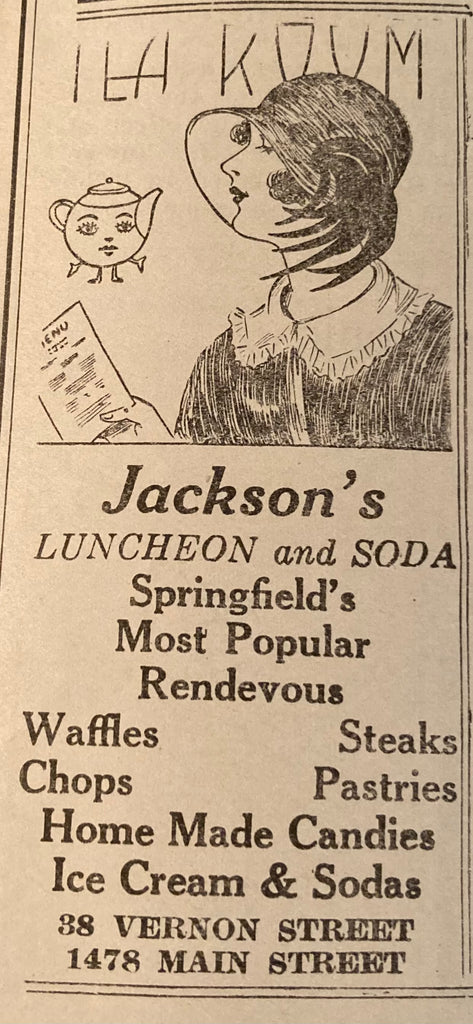 TEA ROOM
MENU
Jackson's
LUNCHEON and SODA
Springfield's
Most Popular
Rendevous
Waffles Steaks
Chops Pastries
Home Made Candies
Ice Cream & Sodas
38 VERNON STREET
1478 MAIN STREET